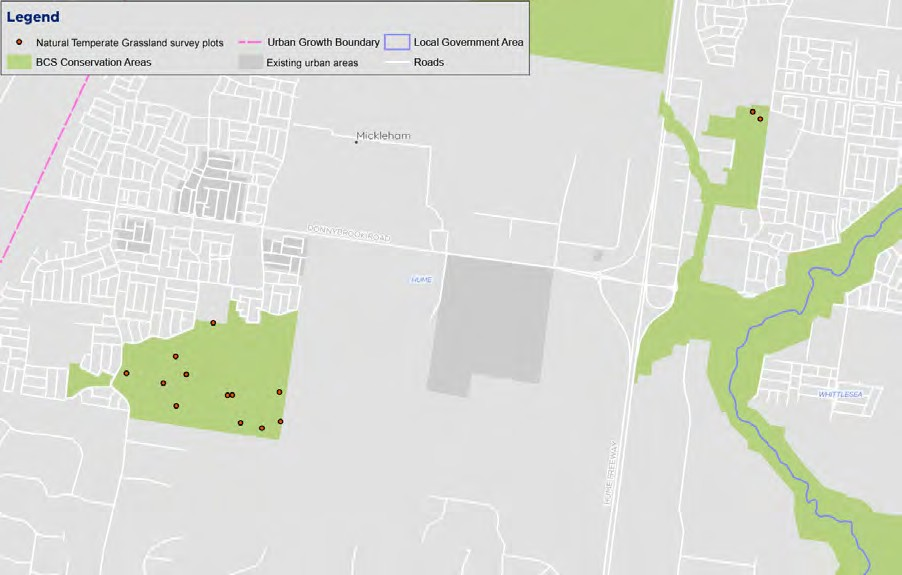 Legend
Natural Temperate Grassland survey plots
Urban Growth Boundary
Local Government Area
BCS Conservation Areas
Existing urban areas
Roads
Mickleham
DONNYBROOK ROAD
HUME
WHITTLESEA
HUME FREEWAY